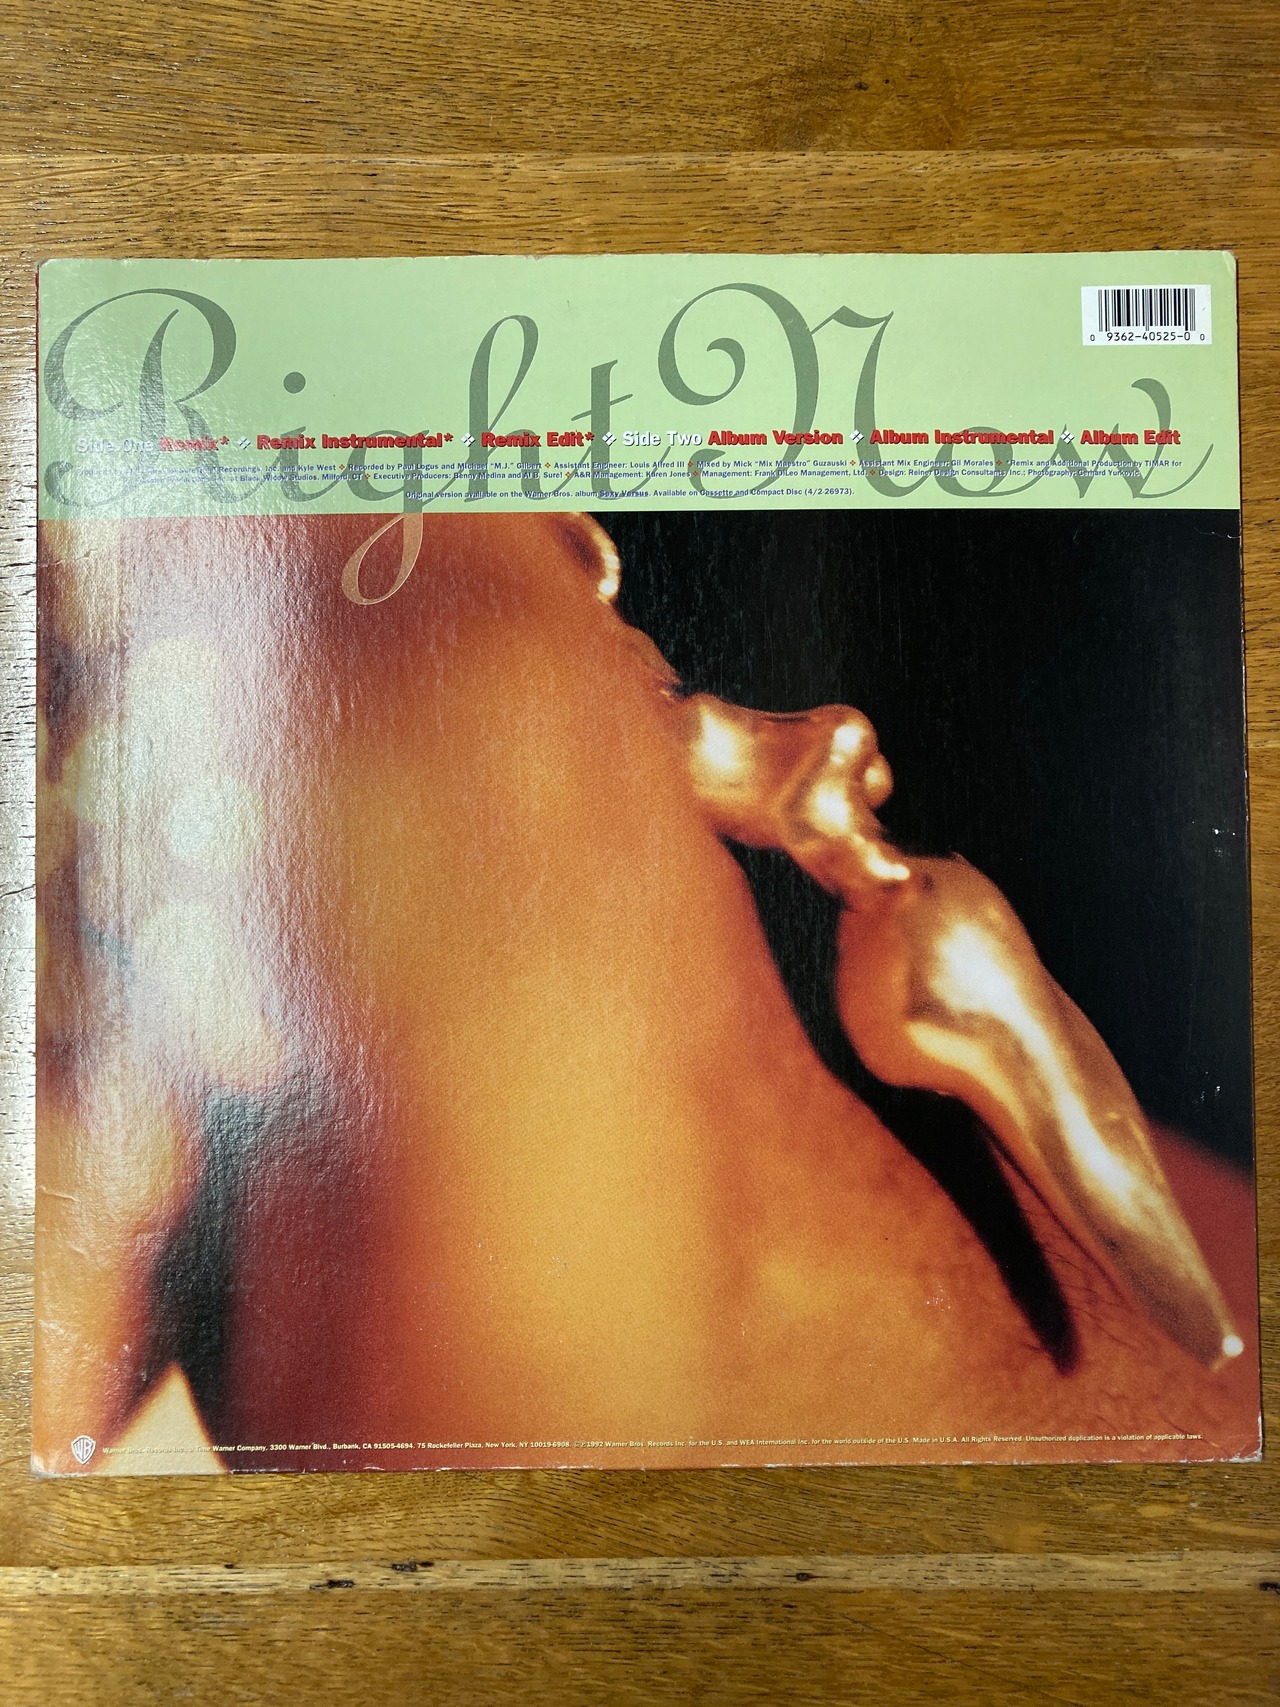 Right Now
0 9362-40525-0 0
Side One Remix* ❖ Remix Instrumental* ❖ Remix Edit* ❖ Side Two Album Version ❖ Album Instrumental ❖ Album Edit
Recordings, Inc. and Kyle West ❖ Recorded by Paul Logus and Michael "M.J." Gilbert ❖ Assistant Engineer: Louis Alfred III ❖ Mixed by Mick "Mix Maestro" Guzauski ❖ Assistant Mix Engineer: Gil Morales ❖ *Remix and Additional Production by TIMAR for
at Black Widow Studios, Milford, CT ❖ Executive Producers: Benny Medina and Al B. Sure! ❖ A&R Management: Karen Jones ❖ Management: Frank DiLeo Management, Ltd. ❖ Design: Reiner Design Consultants, Inc.; Photography: Gerhard Yurkovic
Original version available on the Warner Bros. album Sexy Versus. Available on Cassette and Compact Disc (4/2-26973).
WB
Warner Bros. Records Inc., a Time Warner Company, 3300 Warner Blvd., Burbank, CA 91505-4694. 75 Rockefeller Plaza, New York, NY 10019-6908. ©℗1992 Warner Bros. Records Inc. for the U.S. and WEA International Inc. for the world outside of the U.S. Made in U.S.A. All Rights Reserved. Unauthorized duplication is a violation of applicable laws.